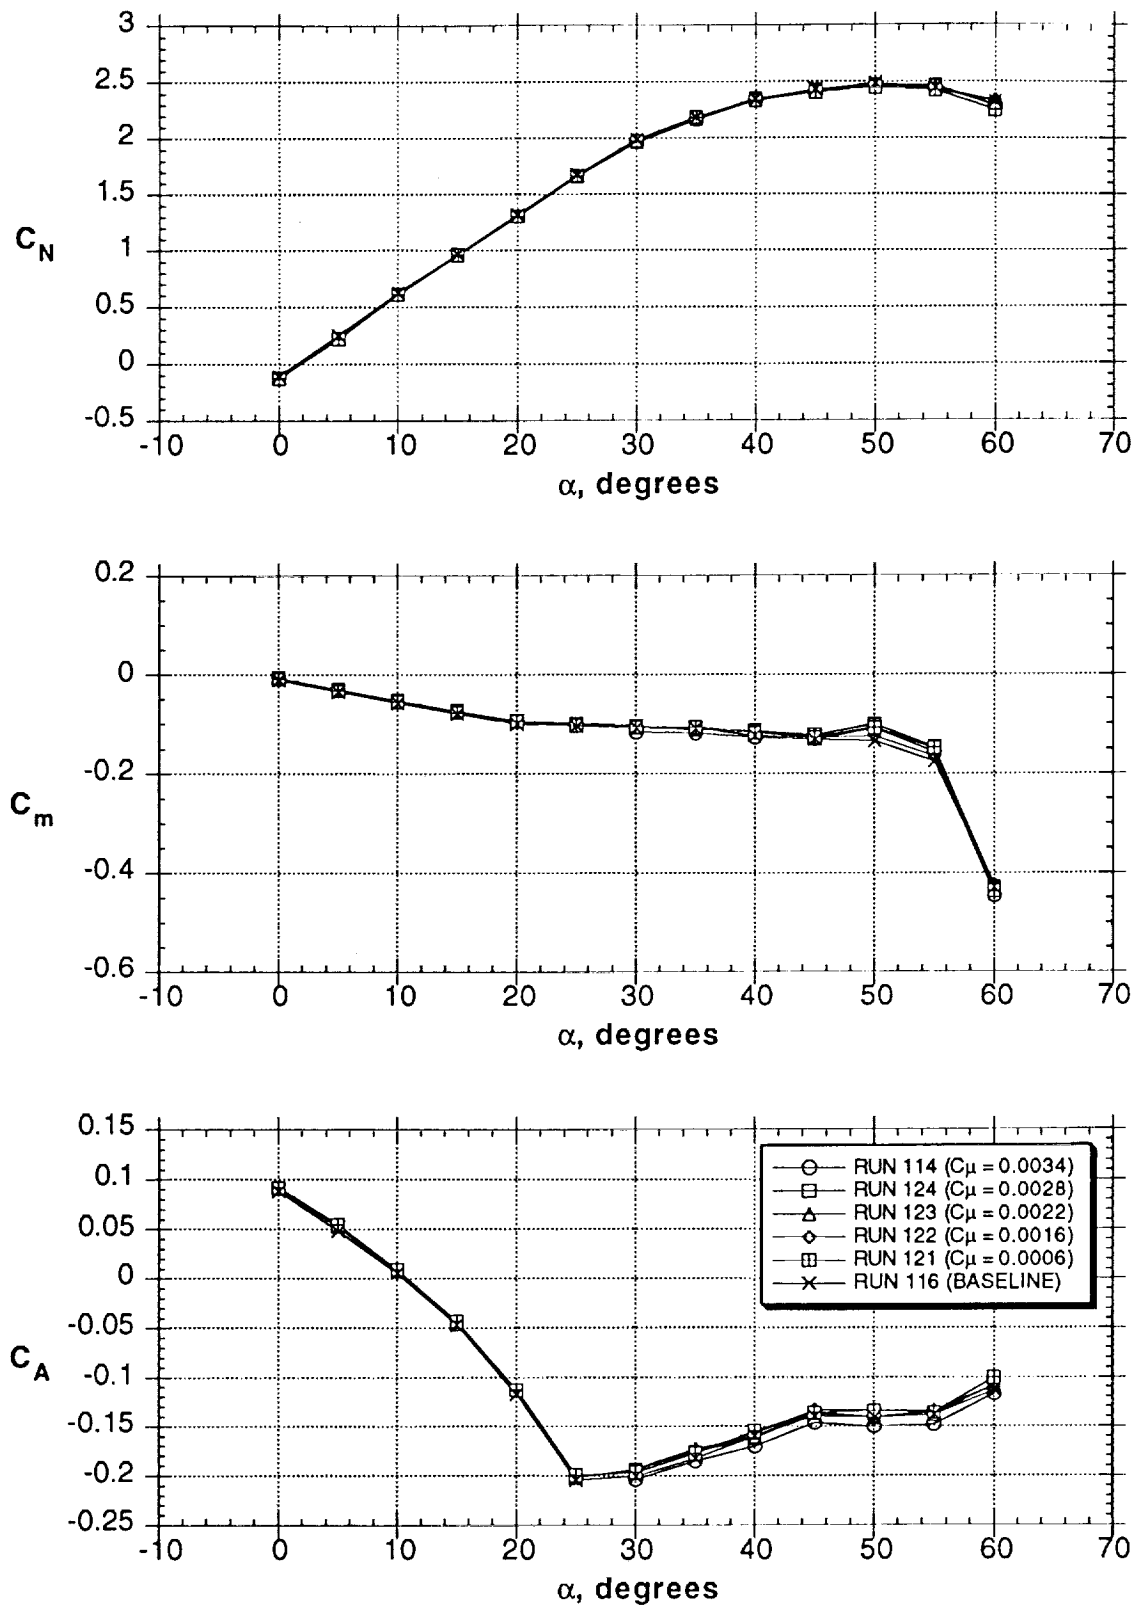 3
2.5
2
1.5
C_N
1
0.5
0
-0.5
-10 0 10 20 30 40 50 60 70
α, degrees
0.2
0
-0.2
C_m
-0.4
-0.6
-10 0 10 20 30 40 50 60 70
α, degrees
0.15
0.1
0.05
0
-0.05
C_A
-0.1
-0.15
-0.2
-0.25
RUN 114 (Cμ = 0.0034)
RUN 124 (Cμ = 0.0028)
RUN 123 (Cμ = 0.0022)
RUN 122 (Cμ = 0.0016)
RUN 121 (Cμ = 0.0006)
RUN 116 (BASELINE)
-10 0 10 20 30 40 50 60 70
α, degrees